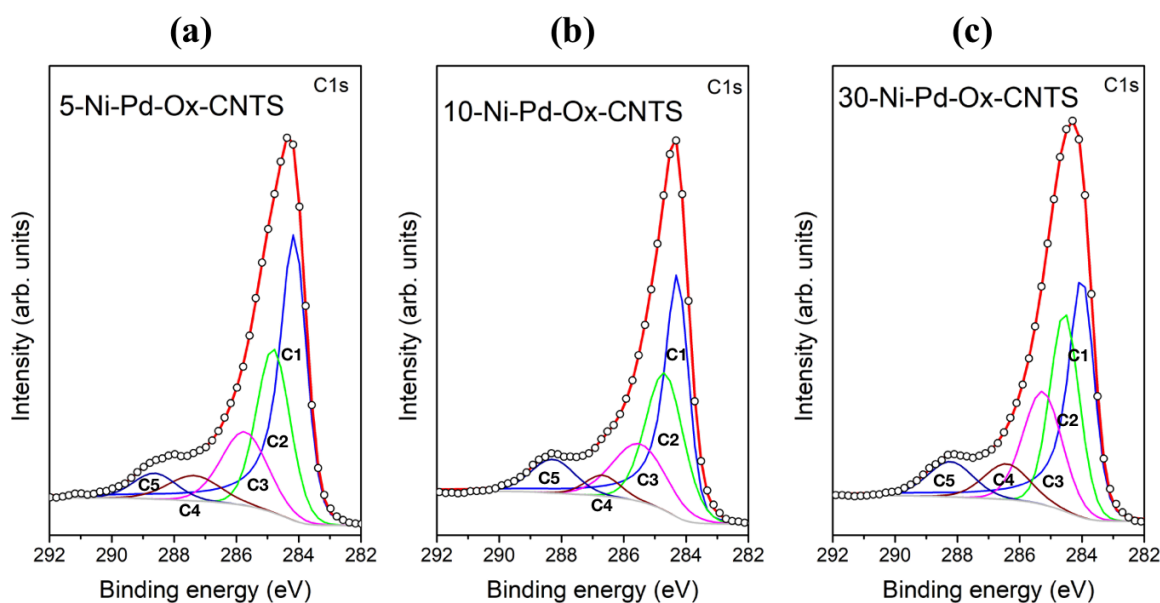 (a)
C1s
5-Ni-Pd-Ox-CNTS
C1
C2
C3
C5
C4
Intensity (arb. units)
292 290 288 286 284 282
Binding energy (eV)
(b)
C1s
10-Ni-Pd-Ox-CNTS
C1
C2
C3
C5
C4
Intensity (arb. units)
292 290 288 286 284 282
Binding energy (eV)
(c)
C1s
30-Ni-Pd-Ox-CNTS
C1
C2
C3
C4
C5
Intensity (arb. units)
292 290 288 286 284 282
Binding energy (eV)